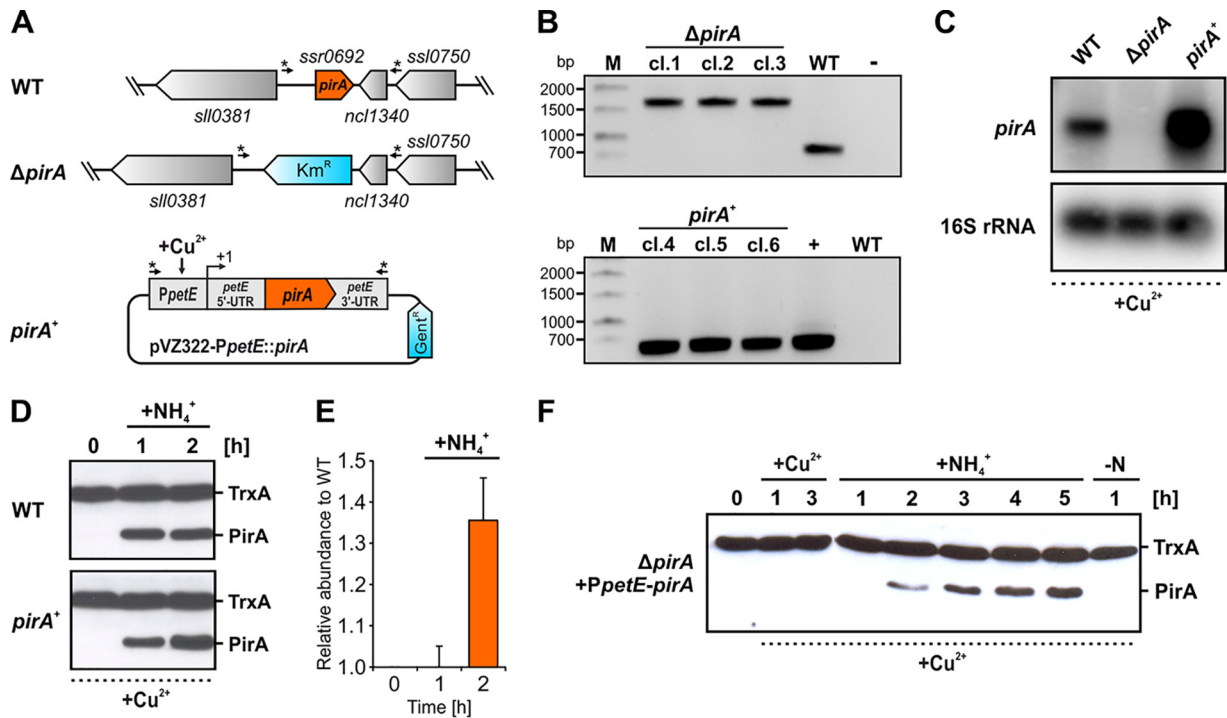 A
WT
ssr0692
ssl0750
* *
pirA
sll0381
ncl1340
ΔpirA
ssl0750
* *
Km^R
sll0381
ncl1340
+Cu²⁺
+1
* *
PpetE
petE 5'-UTR
pirA
petE 3'-UTR
pirA⁺
Gent^R
pVZ322-PpetE::pirA
B
ΔpirA
bp M cl.1 cl.2 cl.3 WT -
2000
1500
1000
700
pirA⁺
bp M cl.4 cl.5 cl.6 + WT
2000
1500
1000
700
C
WT ΔpirA pirA⁺
pirA
16S rRNA
+Cu²⁺
D
+NH₄⁺
0 1 2 [h]
WT
TrxA
PirA
pirA⁺
TrxA
PirA
+Cu²⁺
E
+NH₄⁺
Relative abundance to WT
1.5
1.4
1.3
1.2
1.1
1.0
0 1 2
Time [h]
F
+Cu²⁺ +NH₄⁺ -N
0 1 3 1 2 3 4 5 1 [h]
ΔpirA
+PpetE-pirA
TrxA
PirA
+Cu²⁺